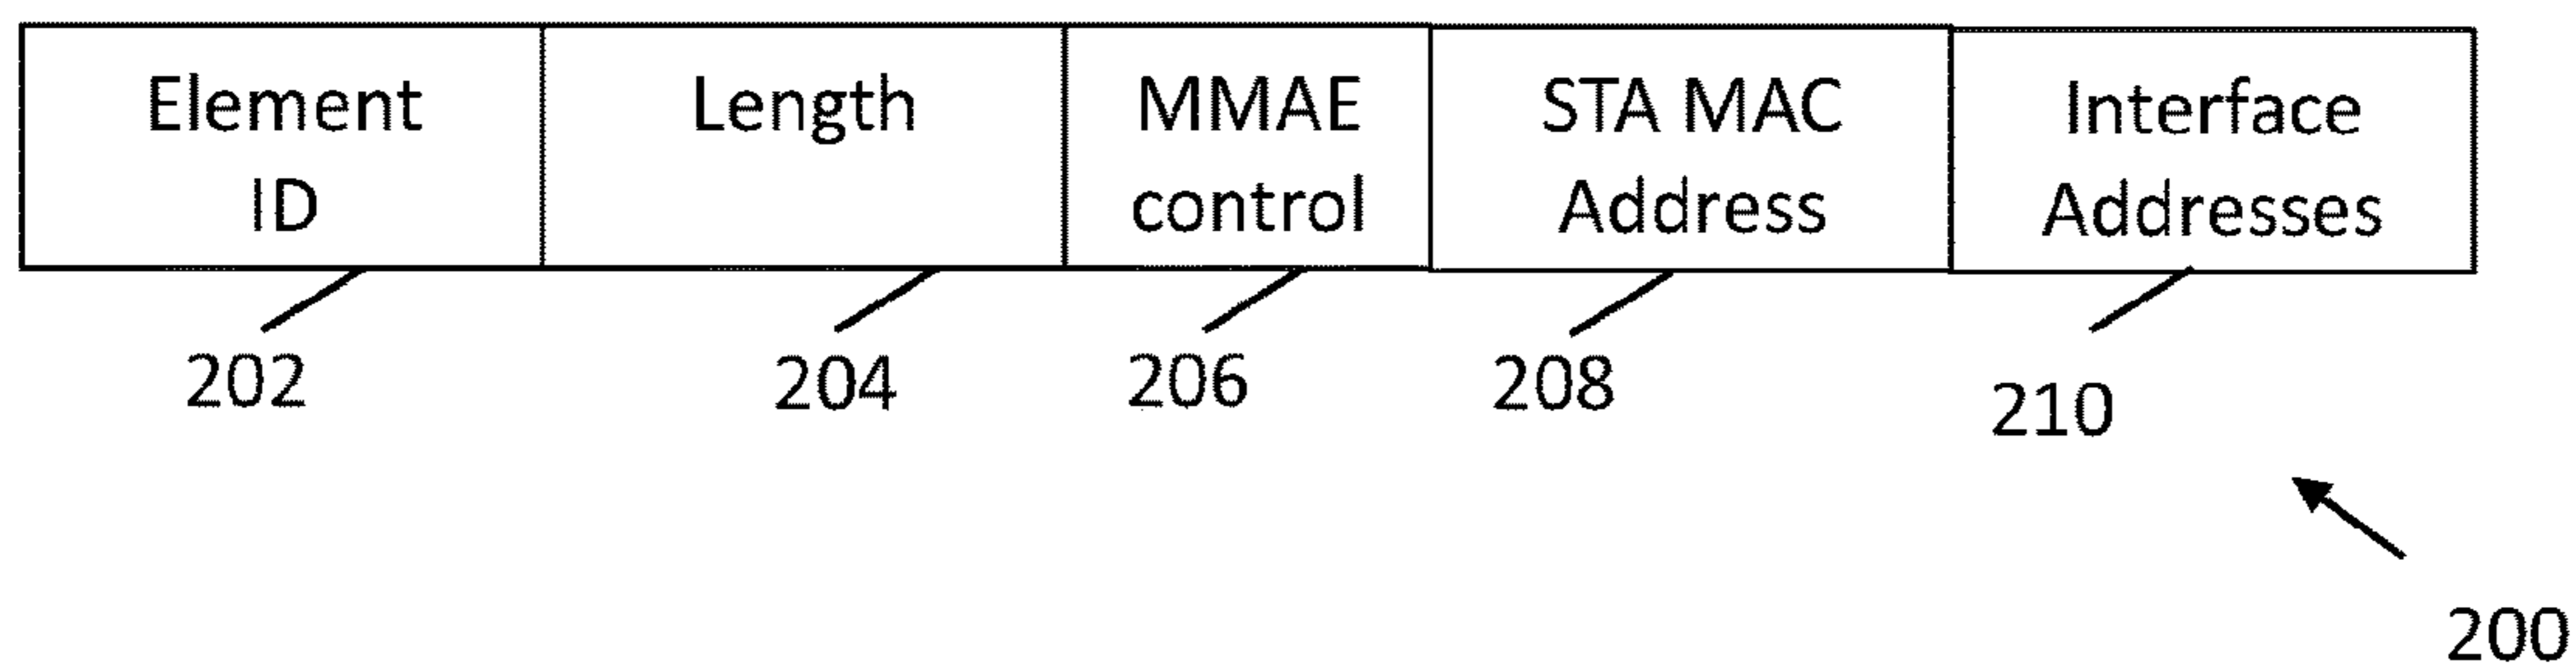 Element
ID
Length
MMAE
control
STA MAC
Address
Interface
Addresses
202
204
206
208
210
200